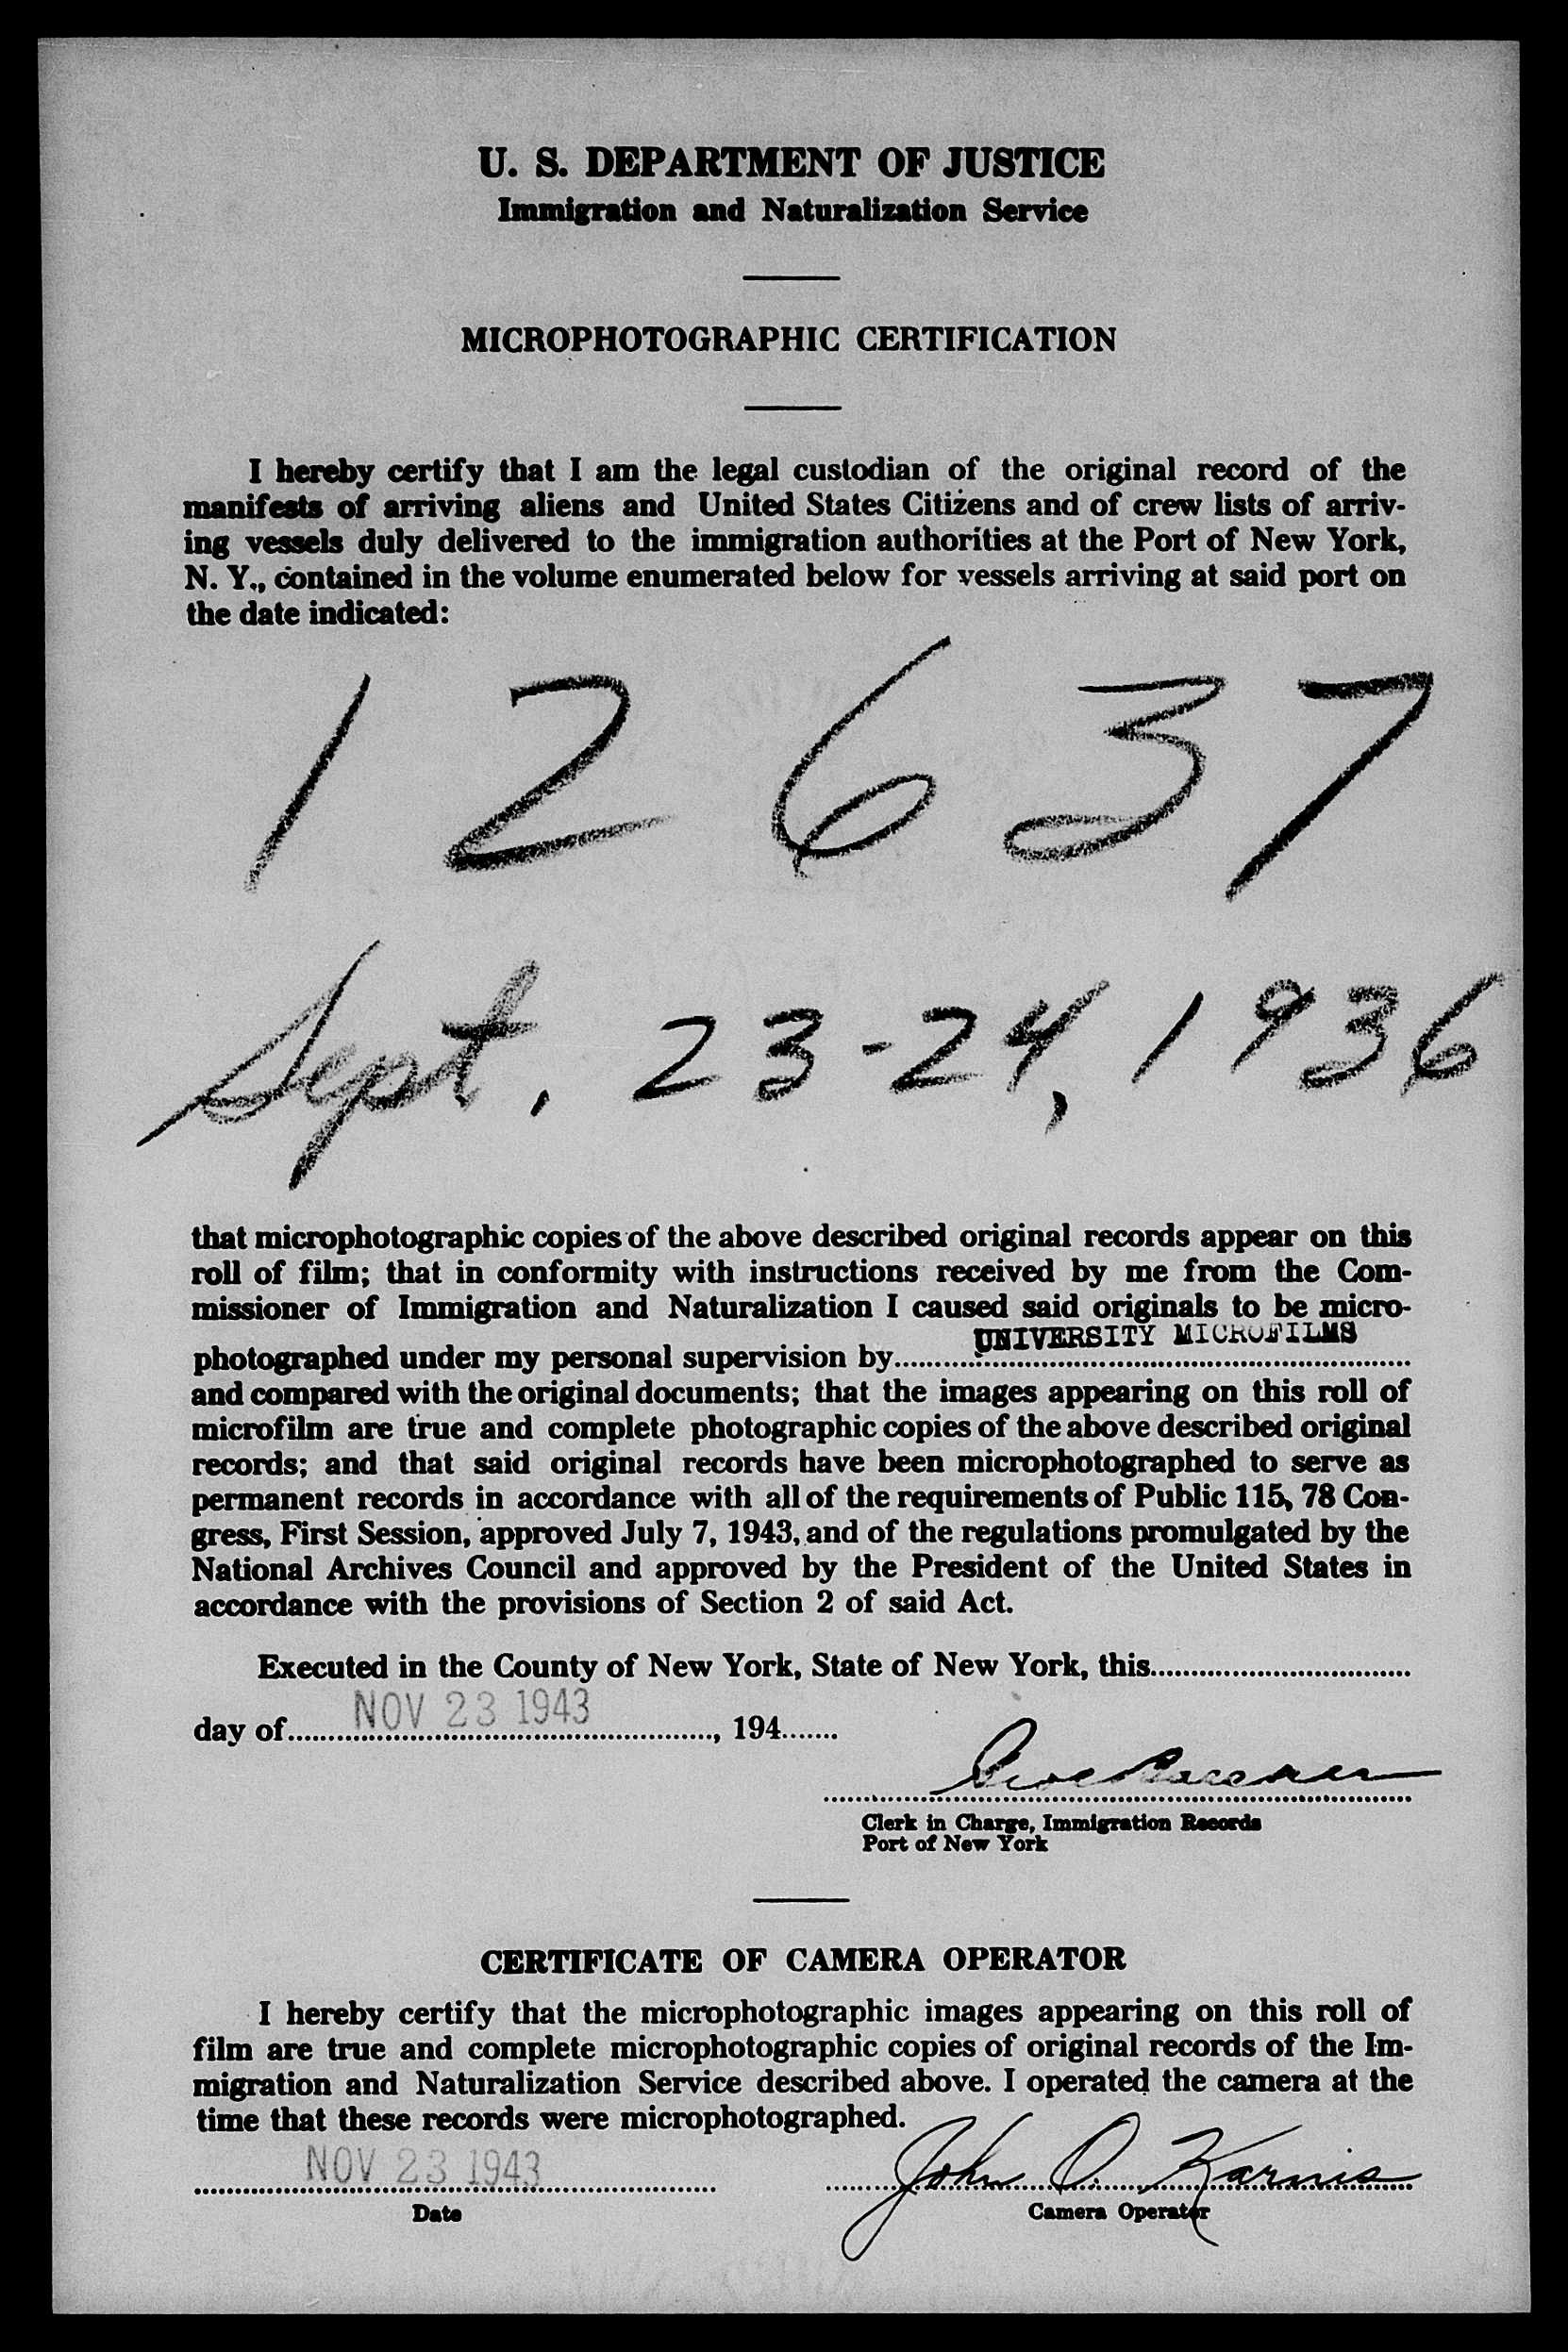 U. S. DEPARTMENT OF JUSTICE
Immigration and Naturalization Service
MICROPHOTOGRAPHIC CERTIFICATION
I hereby certify that I am the legal custodian of the original record of the
manifests of arriving aliens and United States Citizens and of crew lists of arriv-
ing vessels duly delivered to the immigration authorities at the Port of New York,
N. Y., contained in the volume enumerated below for vessels arriving at said port on
the date indicated:
12637
Sept, 23-24, 1936
that microphotographic copies of the above described original records appear on this
roll of film; that in conformity with instructions received by me from the Com-
missioner of Immigration and Naturalization I caused said originals to be micro-
photographed under my personal supervision by UNIVERSITY MICROFILMS
and compared with the original documents; that the images appearing on this roll of
microfilm are true and complete photographic copies of the above described original
records; and that said original records have been microphotographed to serve as
permanent records in accordance with all of the requirements of Public 115, 78 Con-
gress, First Session, approved July 7, 1943, and of the regulations promulgated by the
National Archives Council and approved by the President of the United States in
accordance with the provisions of Section 2 of said Act.
Executed in the County of New York, State of New York, this
day of NOV 23 1943, 194
Clerk in Charge, Immigration Records
Port of New York
CERTIFICATE OF CAMERA OPERATOR
I hereby certify that the microphotographic images appearing on this roll of
film are true and complete microphotographic copies of original records of the Im-
migration and Naturalization Service described above. I operated the camera at the
time that these records were microphotographed.
NOV 23 1943 John O. Karnis
Date Camera Operator